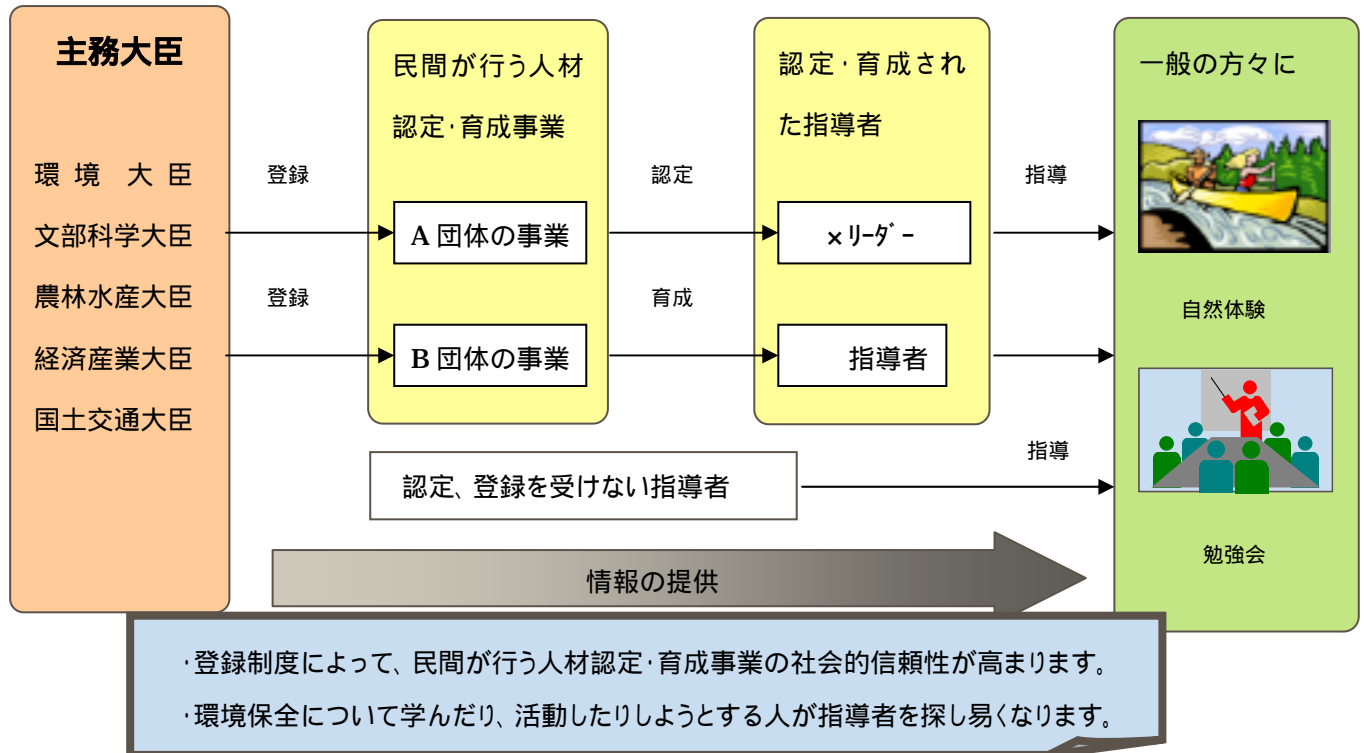 主務大臣
環境大臣
文部科学大臣
農林水産大臣
経済産業大臣
国土交通大臣
登録
登録
民間が行う人材
認定・育成事業
A 団体の事業
B 団体の事業
認定
育成
認定・育成され
た指導者
×ﾘｰﾀﾞｰ
指導者
指導
認定、登録を受けない指導者
指導
一般の方々に
自然体験
勉強会
情報の提供
・登録制度によって、民間が行う人材認定・育成事業の社会的信頼性が高まります。
・環境保全について学んだり、活動したりしようとする人が指導者を探し易くなります。